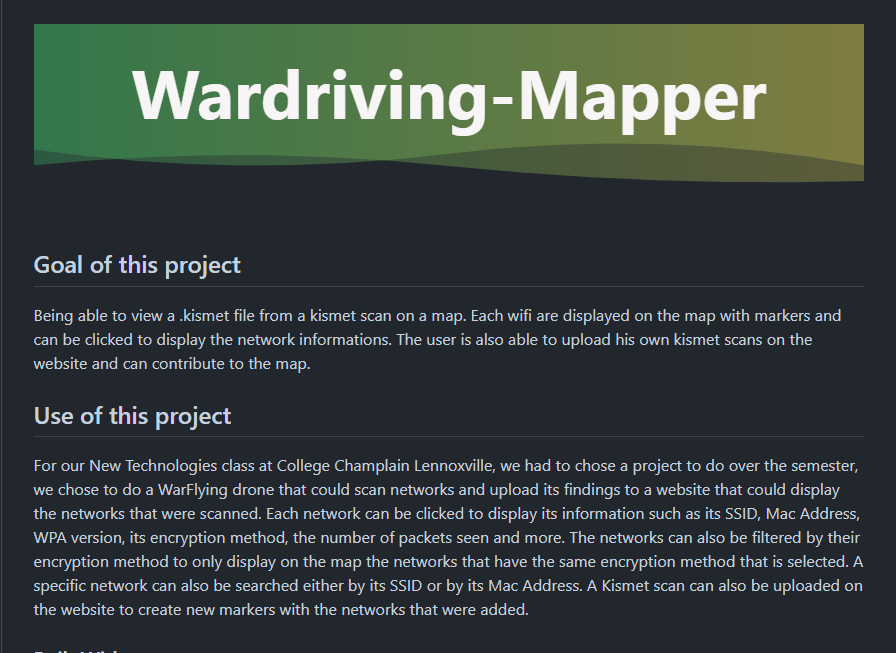 Wardriving-Mapper
Goal of this project
Being able to view a .kismet file from a kismet scan on a map. Each wifi are displayed on the map with markers and
can be clicked to display the network informations. The user is also able to upload his own kismet scans on the
website and can contribute to the map.
Use of this project
For our New Technologies class at College Champlain Lennoxville, we had to chose a project to do over the semester,
we chose to do a WarFlying drone that could scan networks and upload its findings to a website that could display
the networks that were scanned. Each network can be clicked to display its information such as its SSID, Mac Address,
WPA version, its encryption method, the number of packets seen and more. The networks can also be filtered by their
encryption method to only display on the map the networks that have the same encryption method that is selected. A
specific network can also be searched either by its SSID or by its Mac Address. A Kismet scan can also be uploaded on
the website to create new markers with the networks that were added.